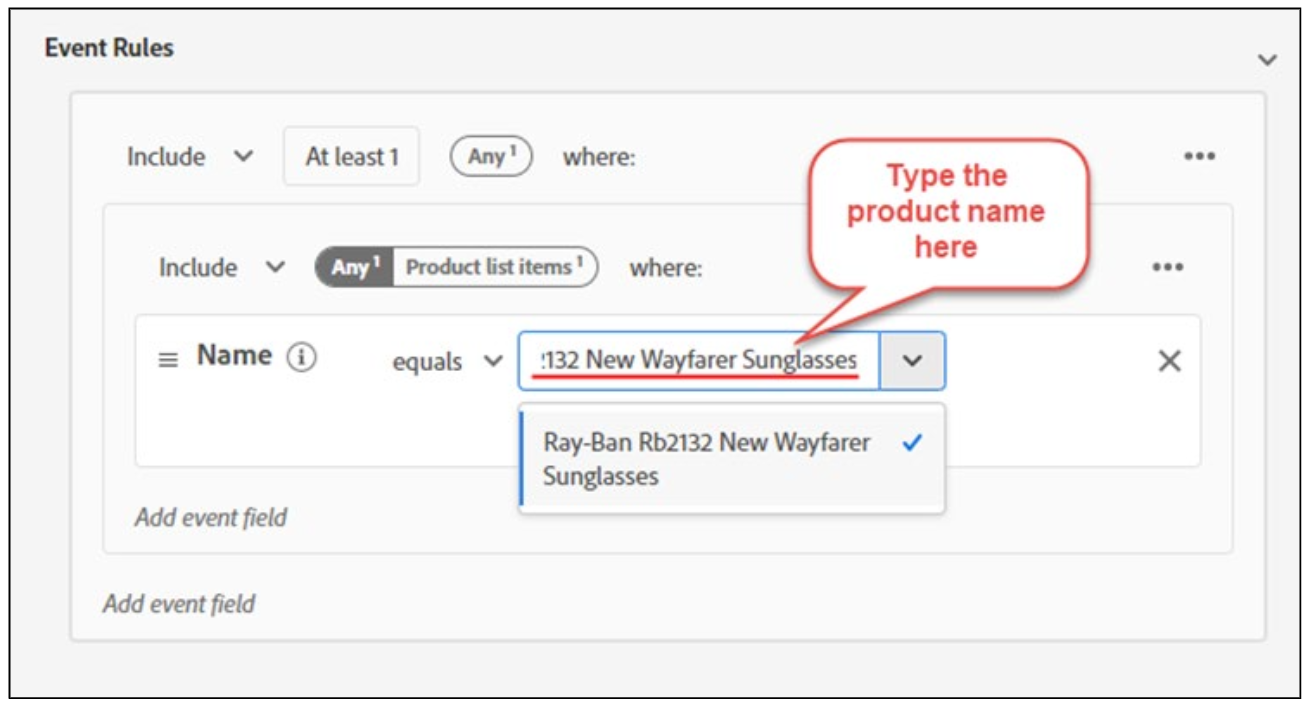 Event Rules
Include At least 1 Any 1 where:
Type the
product name
here
Include Any 1 Product list items 1 where:
Name i equals 132 New Wayfarer Sunglasses
Ray-Ban Rb2132 New Wayfarer
Sunglasses
Add event field
Add event field